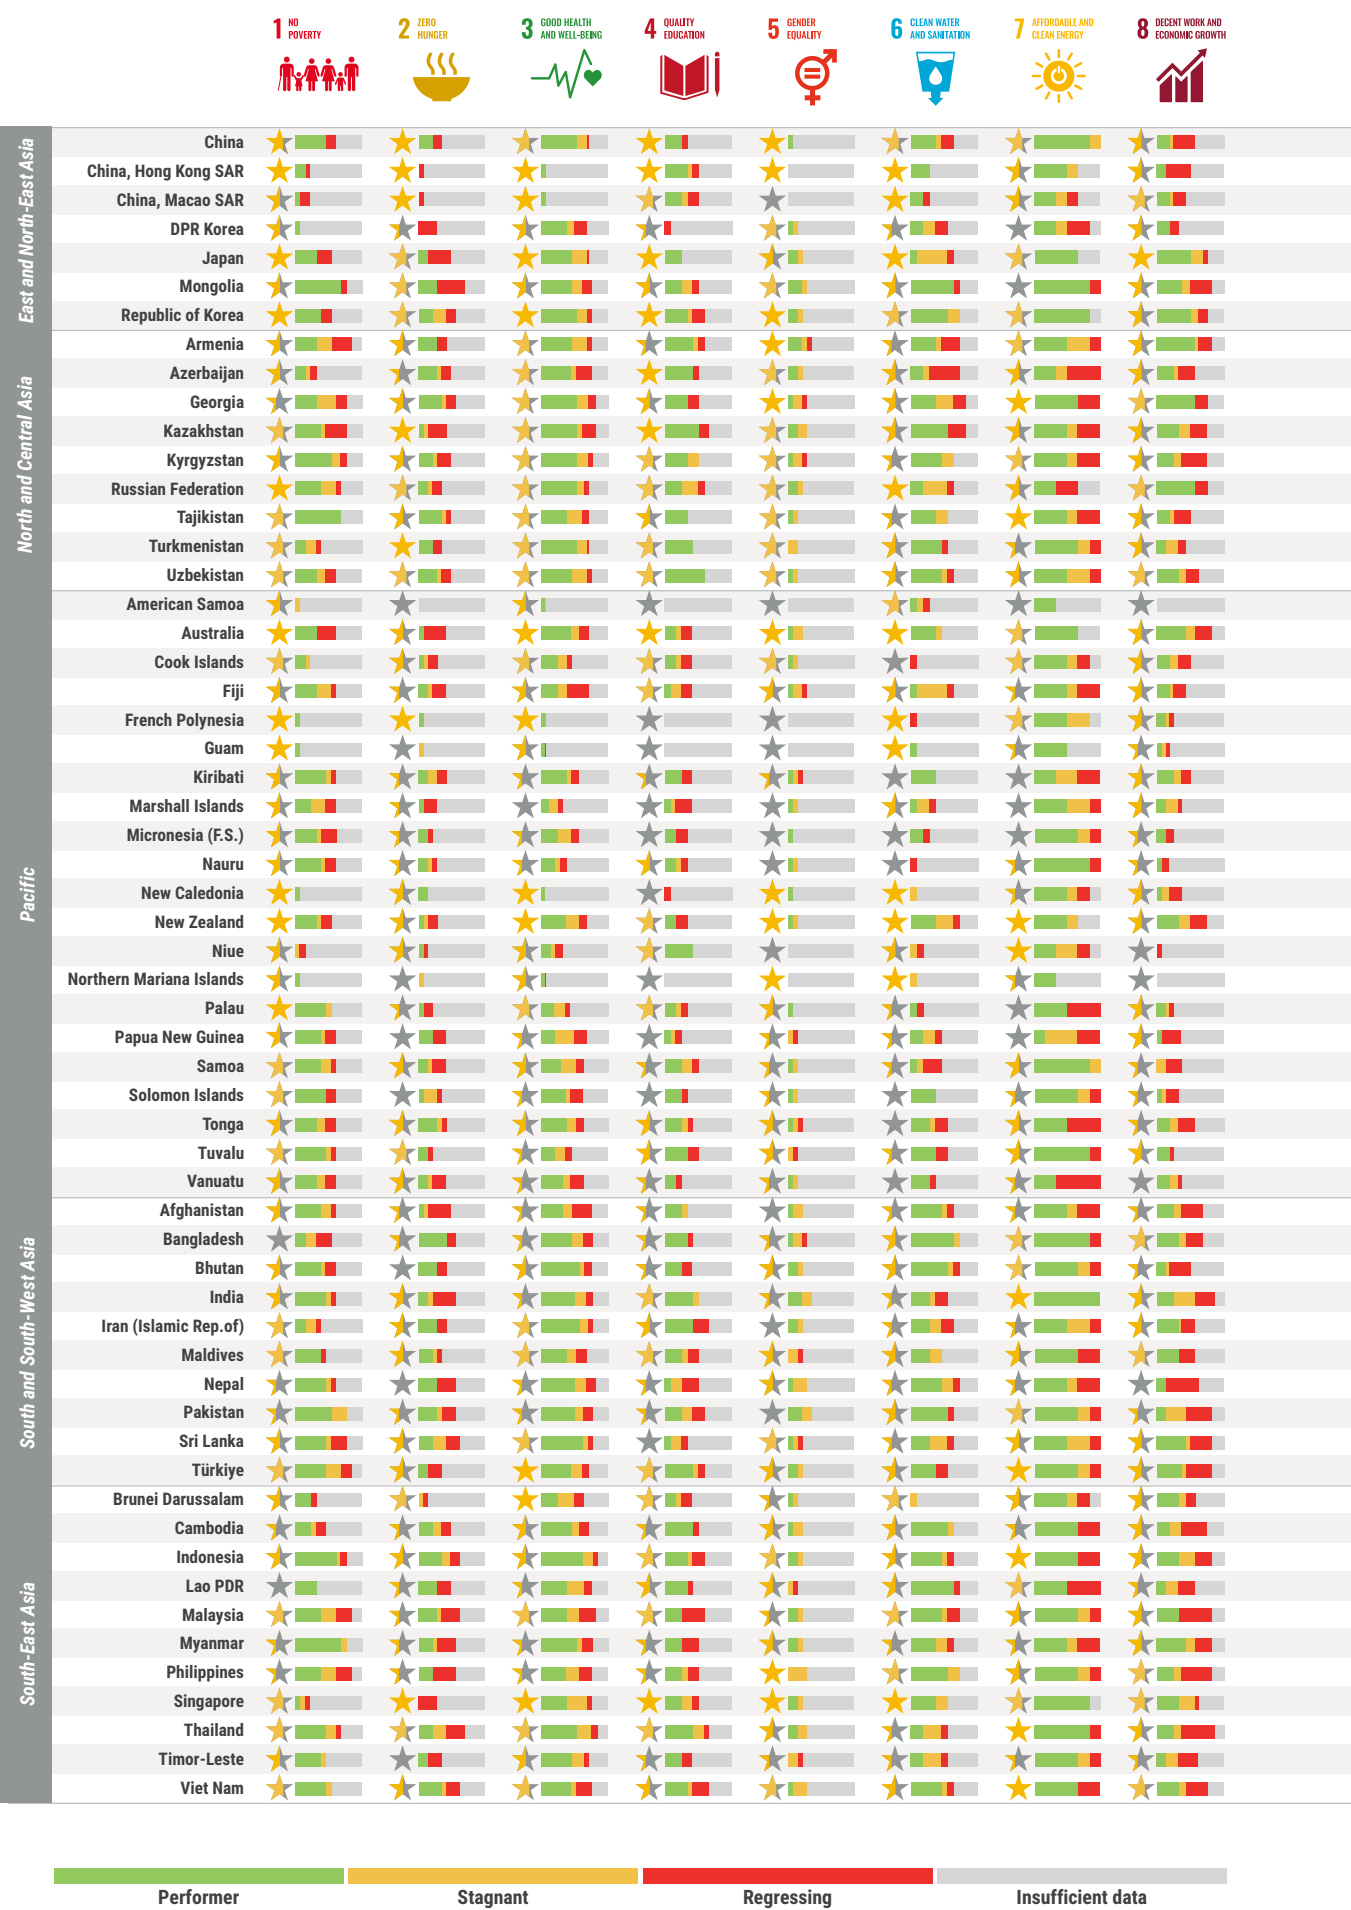 1 NO
POVERTY
2 ZERO
HUNGER
3 GOOD HEALTH
AND WELL-BEING
4 QUALITY
EDUCATION
5 GENDER
EQUALITY
6 CLEAN WATER
AND SANITATION
7 AFFORDABLE AND
CLEAN ENERGY
8 DECENT WORK AND
ECONOMIC GROWTH
East and North-East Asia
China
China, Hong Kong SAR
China, Macao SAR
DPR Korea
Japan
Mongolia
Republic of Korea
North and Central Asia
Armenia
Azerbaijan
Georgia
Kazakhstan
Kyrgyzstan
Russian Federation
Tajikistan
Turkmenistan
Uzbekistan
Pacific
American Samoa
Australia
Cook Islands
Fiji
French Polynesia
Guam
Kiribati
Marshall Islands
Micronesia (F.S.)
Nauru
New Caledonia
New Zealand
Niue
Northern Mariana Islands
Palau
Papua New Guinea
Samoa
Solomon Islands
Tonga
Tuvalu
Vanuatu
South and South-West Asia
Afghanistan
Bangladesh
Bhutan
India
Iran (Islamic Rep.of)
Maldives
Nepal
Pakistan
Sri Lanka
Türkiye
South-East Asia
Brunei Darussalam
Cambodia
Indonesia
Lao PDR
Malaysia
Myanmar
Philippines
Singapore
Thailand
Timor-Leste
Viet Nam
Performer
Stagnant
Regressing
Insufficient data